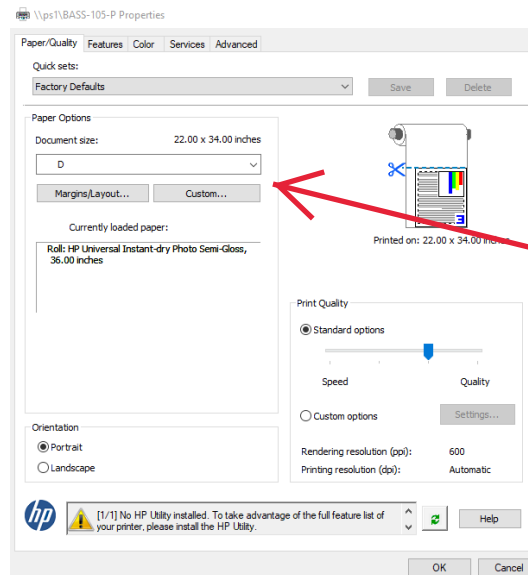 \\ps1\BASS-105-P Properties
Paper/Quality Features Color Services Advanced
Quick sets:
Factory Defaults
Save Delete
Paper Options
Document size: 22.00 x 34.00 inches
D
Margins/Layout... Custom...
Currently loaded paper:
Roll: HP Universal Instant-dry Photo Semi-Gloss,
36.00 inches
Printed on: 22.00 x 34.00 inches
Print Quality
Standard options
Speed Quality
Custom options Settings...
Rendering resolution (ppi): 600
Printing resolution (dpi): Automatic
Orientation
Portrait
Landscape
hp
[1/1] No HP Utility installed. To take advantage of the full feature list of
your printer, please install the HP Utility.
Help
OK Cancel